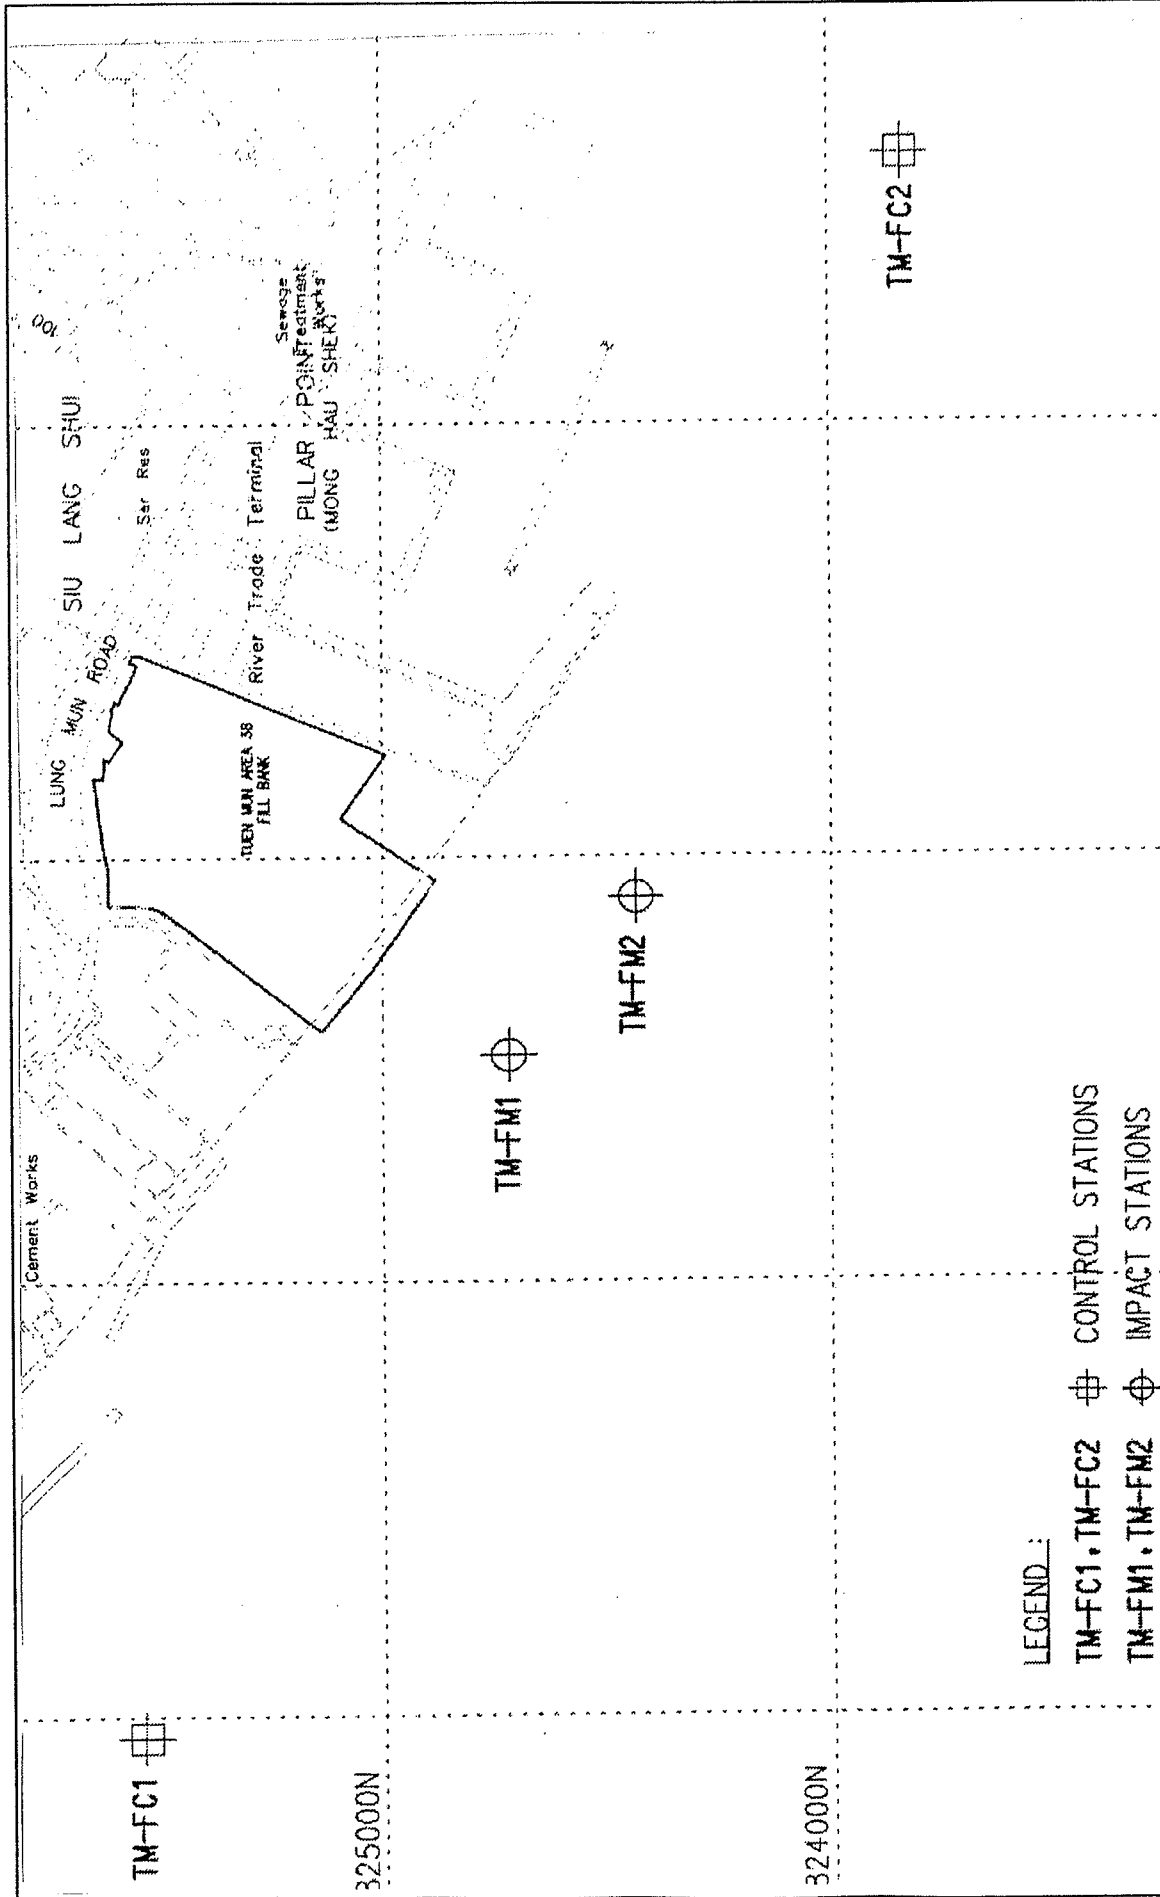 100
SIU LANG SHUI
LUNG MUN ROAD
Ser Res
Cement Works
River Trade Terminal
Sewage
Treatment
Works
PILLAR POINT
(MONG HAU SHEK)
TUEN MUN AREA 38
FILL BANK
TM-FC1
TM-FC2
TM-FM1
TM-FM2
325000N
324000N
LEGEND :
TM-FC1,TM-FC2 CONTROL STATIONS
TM-FM1,TM-FM2 IMPACT STATIONS